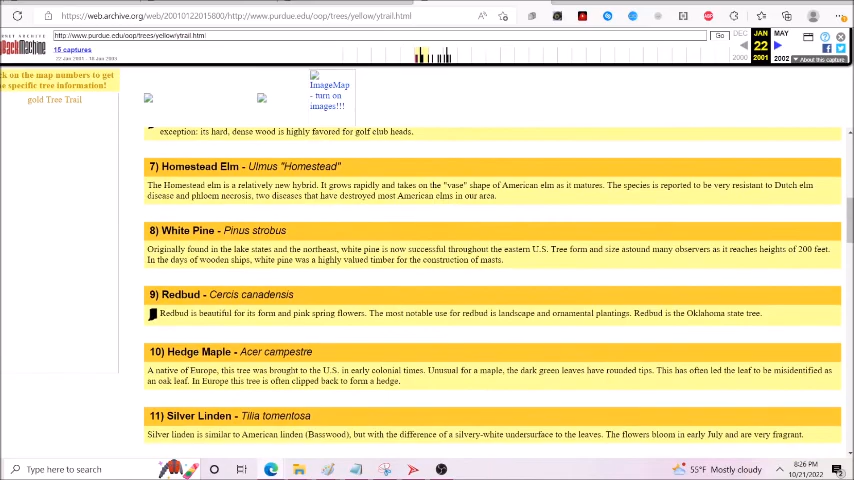 https://web.archive.org/web/20010122015800/http://www.purdue.edu/oop/trees/yellow/ytrail.html
http://www.purdue.edu/oop/trees/yellow/ytrail.html
Go
DEC
JAN
MAY
15 captures
22
2000
2001
2002
About this capture
k on the map numbers to get
e specific tree information!
gold Tree Trail
ImageMap
- turn on
images!!!
exception: its hard, dense wood is highly favored for golf club heads.
7) Homestead Elm - Ulmus "Homestead"
The Homestead elm is a relatively new hybrid. It grows rapidly and takes on the "vase" shape of American elm as it matures. The species is reported to be very resistant to Dutch elm
disease and phloem necrosis, two diseases that have destroyed most American elms in our area.
8) White Pine - Pinus strobus
Originally found in the lake states and the northeast, white pine is now successful throughout the eastern U.S. Tree form and size astound many observers as it reaches heights of 200 feet.
In the days of wooden ships, white pine was a highly valued timber for the construction of masts.
9) Redbud - Cercis canadensis
Redbud is beautiful for its form and pink spring flowers. The most notable use for redbud is landscape and ornamental plantings. Redbud is the Oklahoma state tree.
10) Hedge Maple - Acer campestre
A native of Europe, this tree was brought to the U.S. in early colonial times. Unusual for a maple, the dark green leaves have rounded tips. This has often led the leaf to be misidentified as
an oak leaf. In Europe this tree is often clipped back to form a hedge.
11) Silver Linden - Tilia tomentosa
Silver linden is similar to American linden (Basswood), but with the difference of a silvery-white undersurface to the leaves. The flowers bloom in early July and are very fragrant.
Type here to search
55°F Mostly cloudy
8:26 PM
10/21/2022